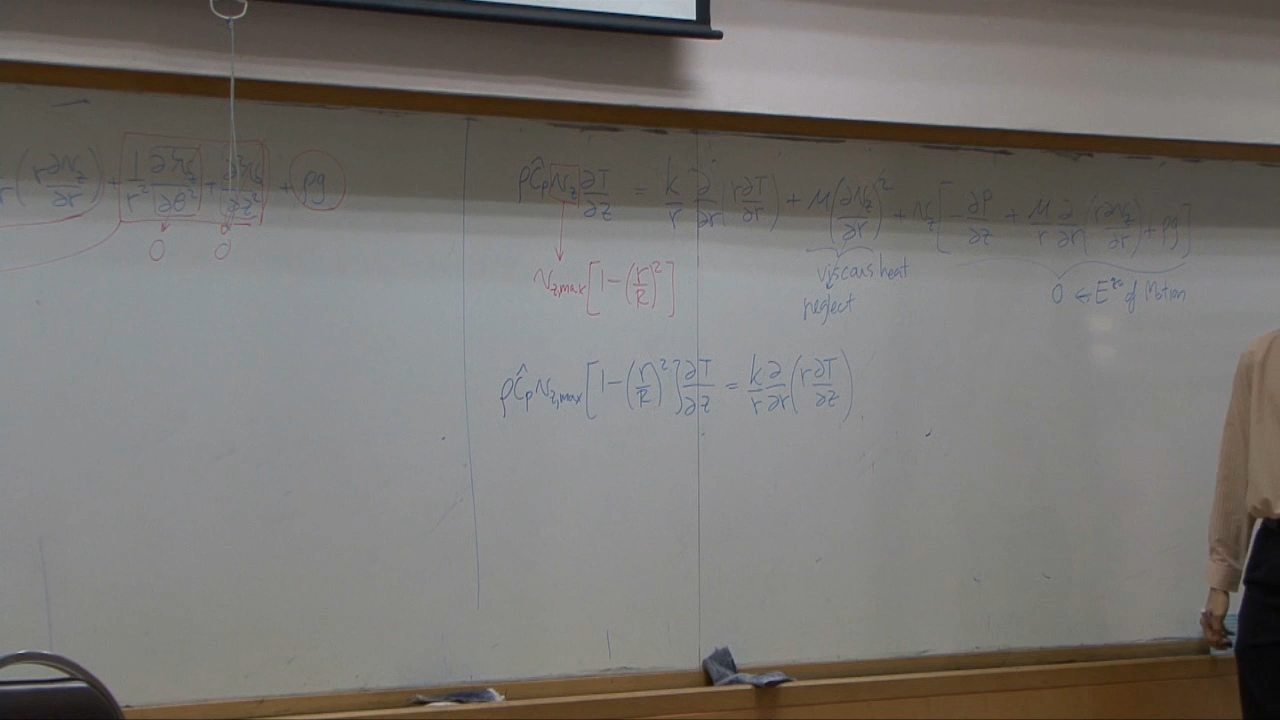 r (r∂v_z/∂r) + 1/r² ∂²v_z/∂θ² + ∂²v_z/∂z² + ρg
0 0
ρĈ_p v_z ∂T/∂z = k/r ∂/∂r (r∂T/∂r) + μ(∂v_z/∂r)² + v_z[-∂P/∂z + μ/r ∂/∂r (r∂v_z/∂r) + ρg]
v_z,max [1-(r/R)²]
viscous heat
neglect
0 ← Eqⁿ of Motion
ρĈ_p v_z,max [1-(r/R)²] ∂T/∂z = k/r ∂/∂r (r∂T/∂z)